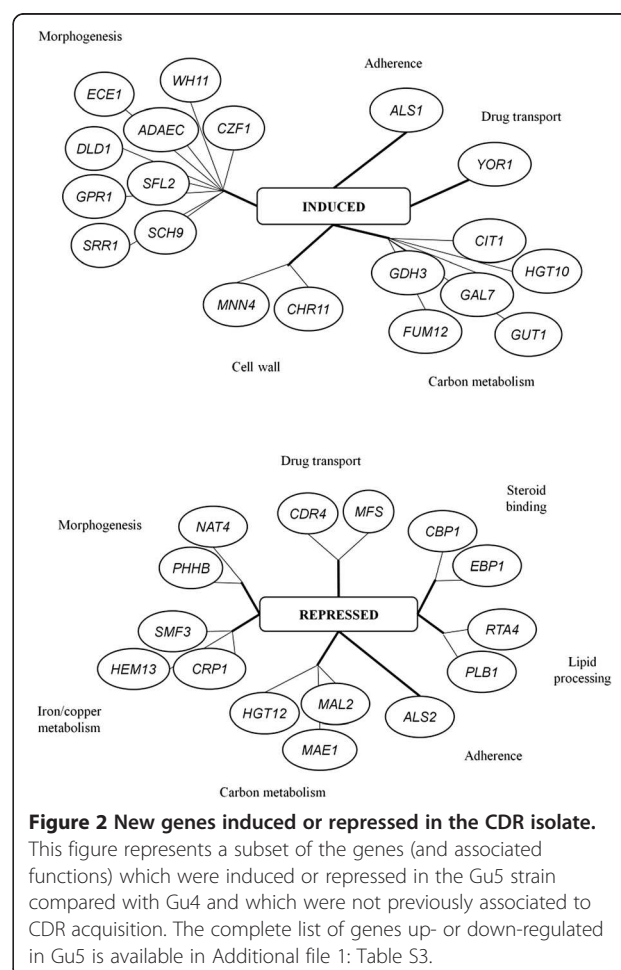 Morphogenesis
WH11
ECE1
ADAEC
CZF1
DLD1
SFL2
GPR1
SCH9
SRR1
Adherence
ALS1
Drug transport
YOR1
INDUCED
CIT1
HGT10
GDH3
GAL7
FUM12
GUT1
Carbon metabolism
MNN4
CHR11
Cell wall
Drug transport
CDR4
MFS
Steroid
binding
CBP1
EBP1
Morphogenesis
NAT4
PHHB
REPRESSED
RTA4
PLB1
Lipid
processing
SMF3
HEM13
CRP1
Iron/copper
metabolism
HGT12
MAL2
MAE1
Carbon metabolism
ALS2
Adherence
Figure 2 New genes induced or repressed in the CDR isolate.
This figure represents a subset of the genes (and associated
functions) which were induced or repressed in the Gu5 strain
compared with Gu4 and which were not previously associated to
CDR acquisition. The complete list of genes up- or down-regulated
in Gu5 is available in Additional file 1: Table S3.